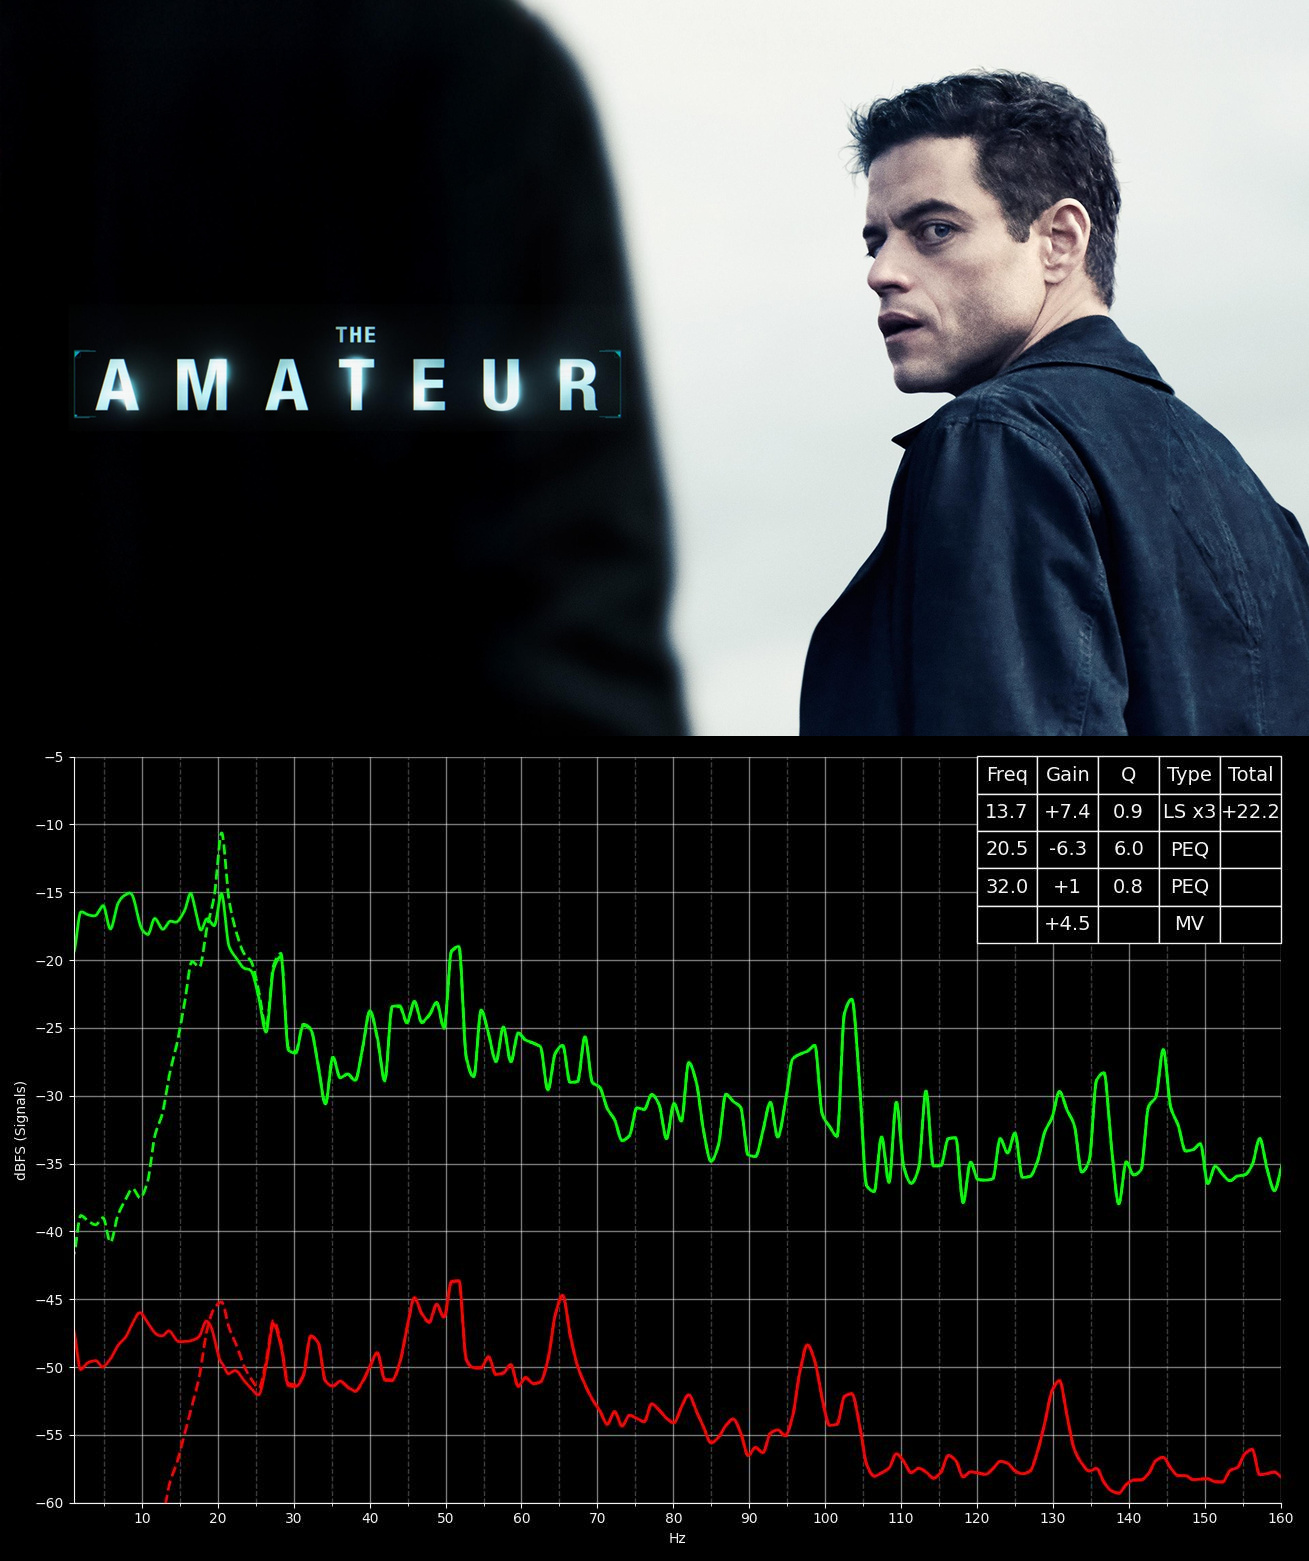 THE
AMATEUR
Freq Gain Q Type Total
13.7 +7.4 0.9 LS x3 +22.2
20.5 -6.3 6.0 PEQ
32.0 +1 0.8 PEQ
+4.5 MV
−5
−10
−15
−20
−25
−30
−35
−40
−45
−50
−55
−60
dBFS (Signals)
10 20 30 40 50 60 70 80 90 100 110 120 130 140 150 160
Hz